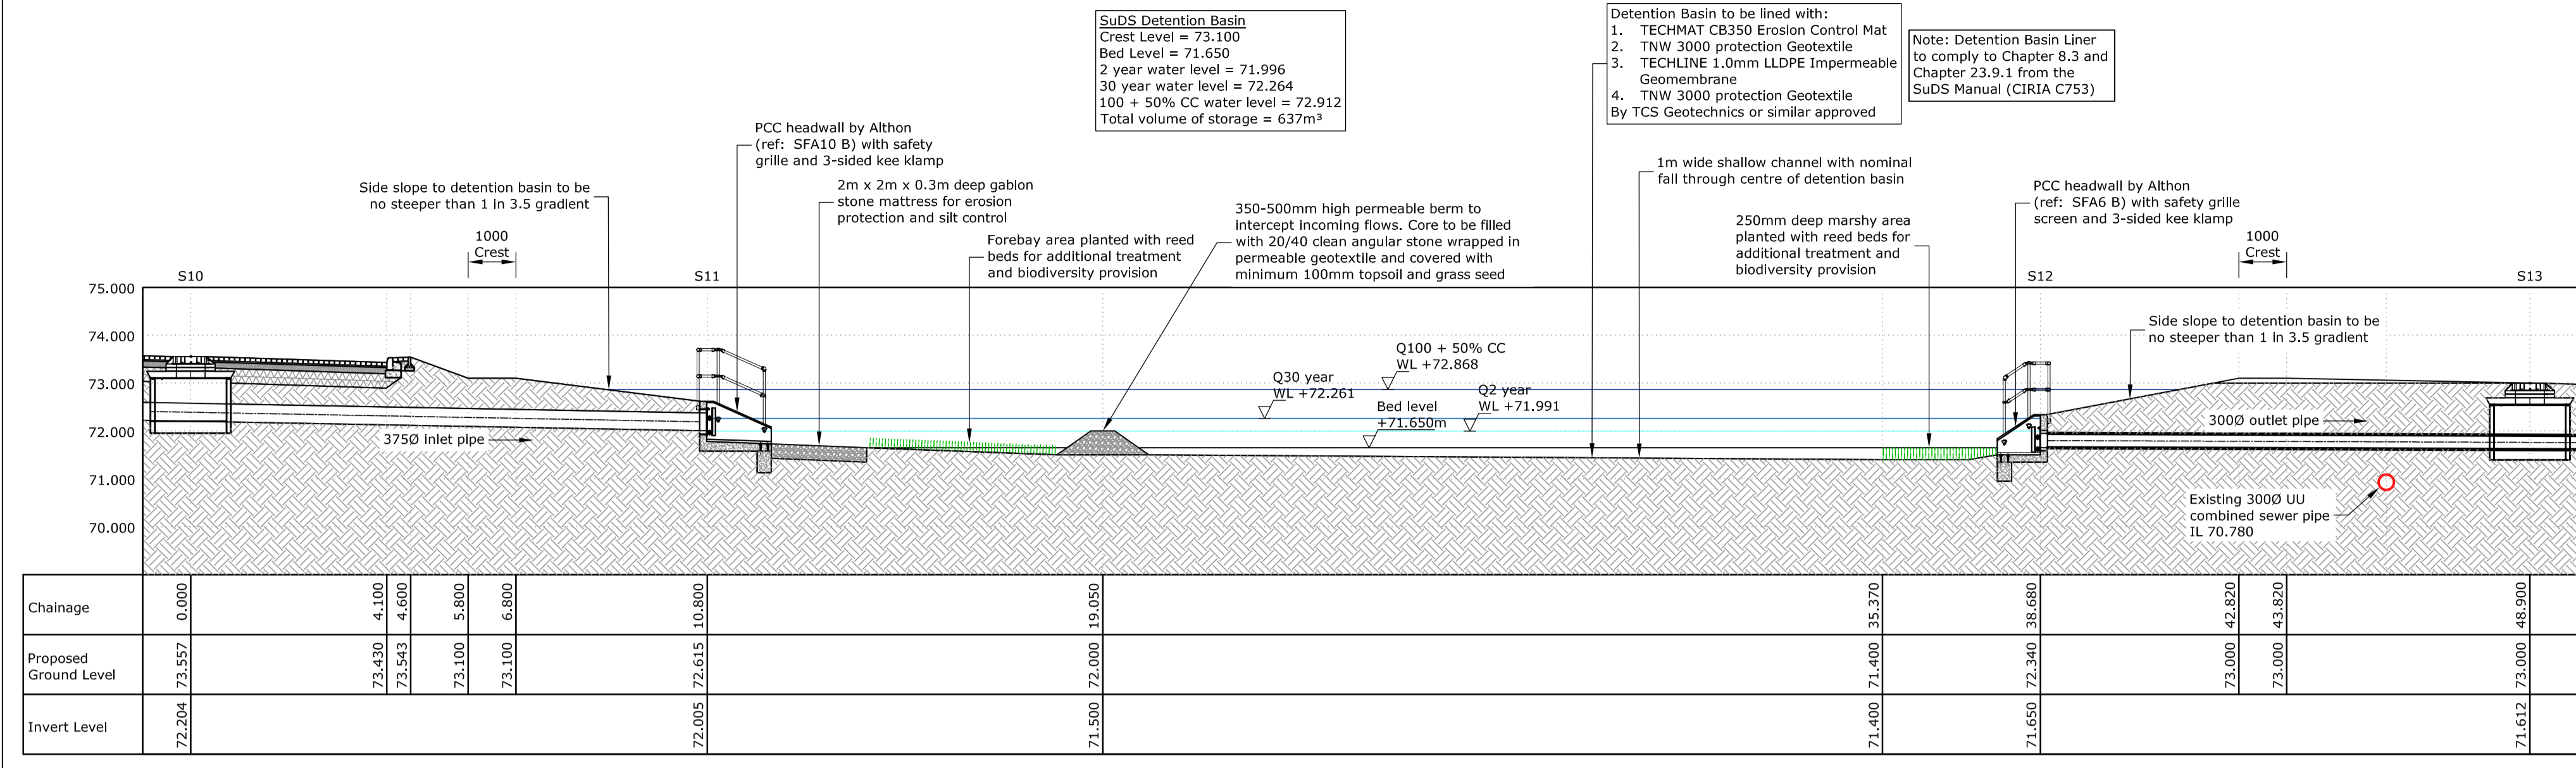 SuDS Detention Basin
Crest Level = 73.100
Bed Level = 71.650
2 year water level = 71.996
30 year water level = 72.264
100 + 50% CC water level = 72.912
Total volume of storage = 637m³
Detention Basin to be lined with:
1. TECHMAT CB350 Erosion Control Mat
2. TNW 3000 protection Geotextile
3. TECHLINE 1.0mm LLDPE Impermeable
Geomembrane
4. TNW 3000 protection Geotextile
By TCS Geotechnics or similar approved
Note: Detention Basin Liner
to comply to Chapter 8.3 and
Chapter 23.9.1 from the
SuDS Manual (CIRIA C753)
PCC headwall by Althon
(ref: SFA10 B) with safety
grille and 3-sided kee klamp
Side slope to detention basin to be
no steeper than 1 in 3.5 gradient
2m x 2m x 0.3m deep gabion
stone mattress for erosion
protection and silt control
Forebay area planted with reed
beds for additional treatment
and biodiversity provision
350-500mm high permeable berm to
intercept incoming flows. Core to be filled
with 20/40 clean angular stone wrapped in
permeable geotextile and covered with
minimum 100mm topsoil and grass seed
1m wide shallow channel with nominal
fall through centre of detention basin
250mm deep marshy area
planted with reed beds for
additional treatment and
biodiversity provision
PCC headwall by Althon
(ref: SFA6 B) with safety grille
screen and 3-sided kee klamp
1000
Crest
1000
Crest
S10
S11
S12
S13
75.000
74.000
73.000
72.000
71.000
70.000
Side slope to detention basin to be
no steeper than 1 in 3.5 gradient
Q100 + 50% CC
WL +72.868
Q30 year
WL +72.261
Q2 year
WL +71.991
Bed level
+71.650m
375Ø inlet pipe
300Ø outlet pipe
Existing 300Ø UU
combined sewer pipe
IL 70.780
Chainage
0.000
4.100
4.600
5.800
6.800
10.800
19.050
35.370
38.680
42.820
43.820
48.900
Proposed
Ground Level
73.557
73.430
73.543
73.100
73.100
72.615
72.000
71.400
72.340
73.000
73.000
73.000
Invert Level
72.204
72.005
71.500
71.400
71.650
71.612